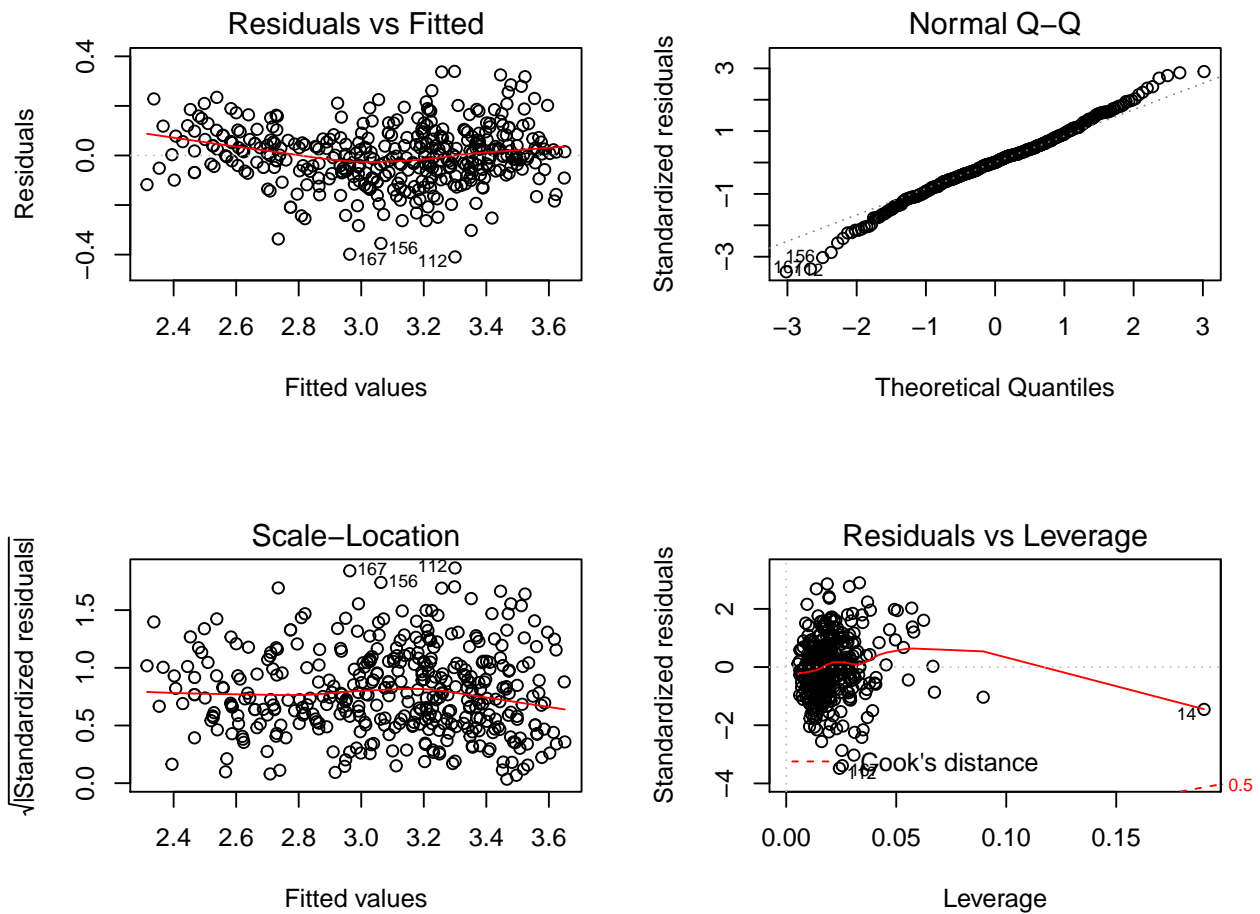 Residuals vs Fitted
Residuals
0.4
0.0
−0.4
167
156
112
2.4 2.6 2.8 3.0 3.2 3.4 3.6
Fitted values
Normal Q−Q
Standardized residuals
3
1
−1
−3
156
167
112
−3 −2 −1 0 1 2 3
Theoretical Quantiles
Scale−Location
√|Standardized residuals|
1.5
1.0
0.5
0.0
167
156
112
2.4 2.6 2.8 3.0 3.2 3.4 3.6
Fitted values
Residuals vs Leverage
Standardized residuals
2
0
−2
−4
14
Cook's distance
167
112
0.5
0.00 0.05 0.10 0.15
Leverage